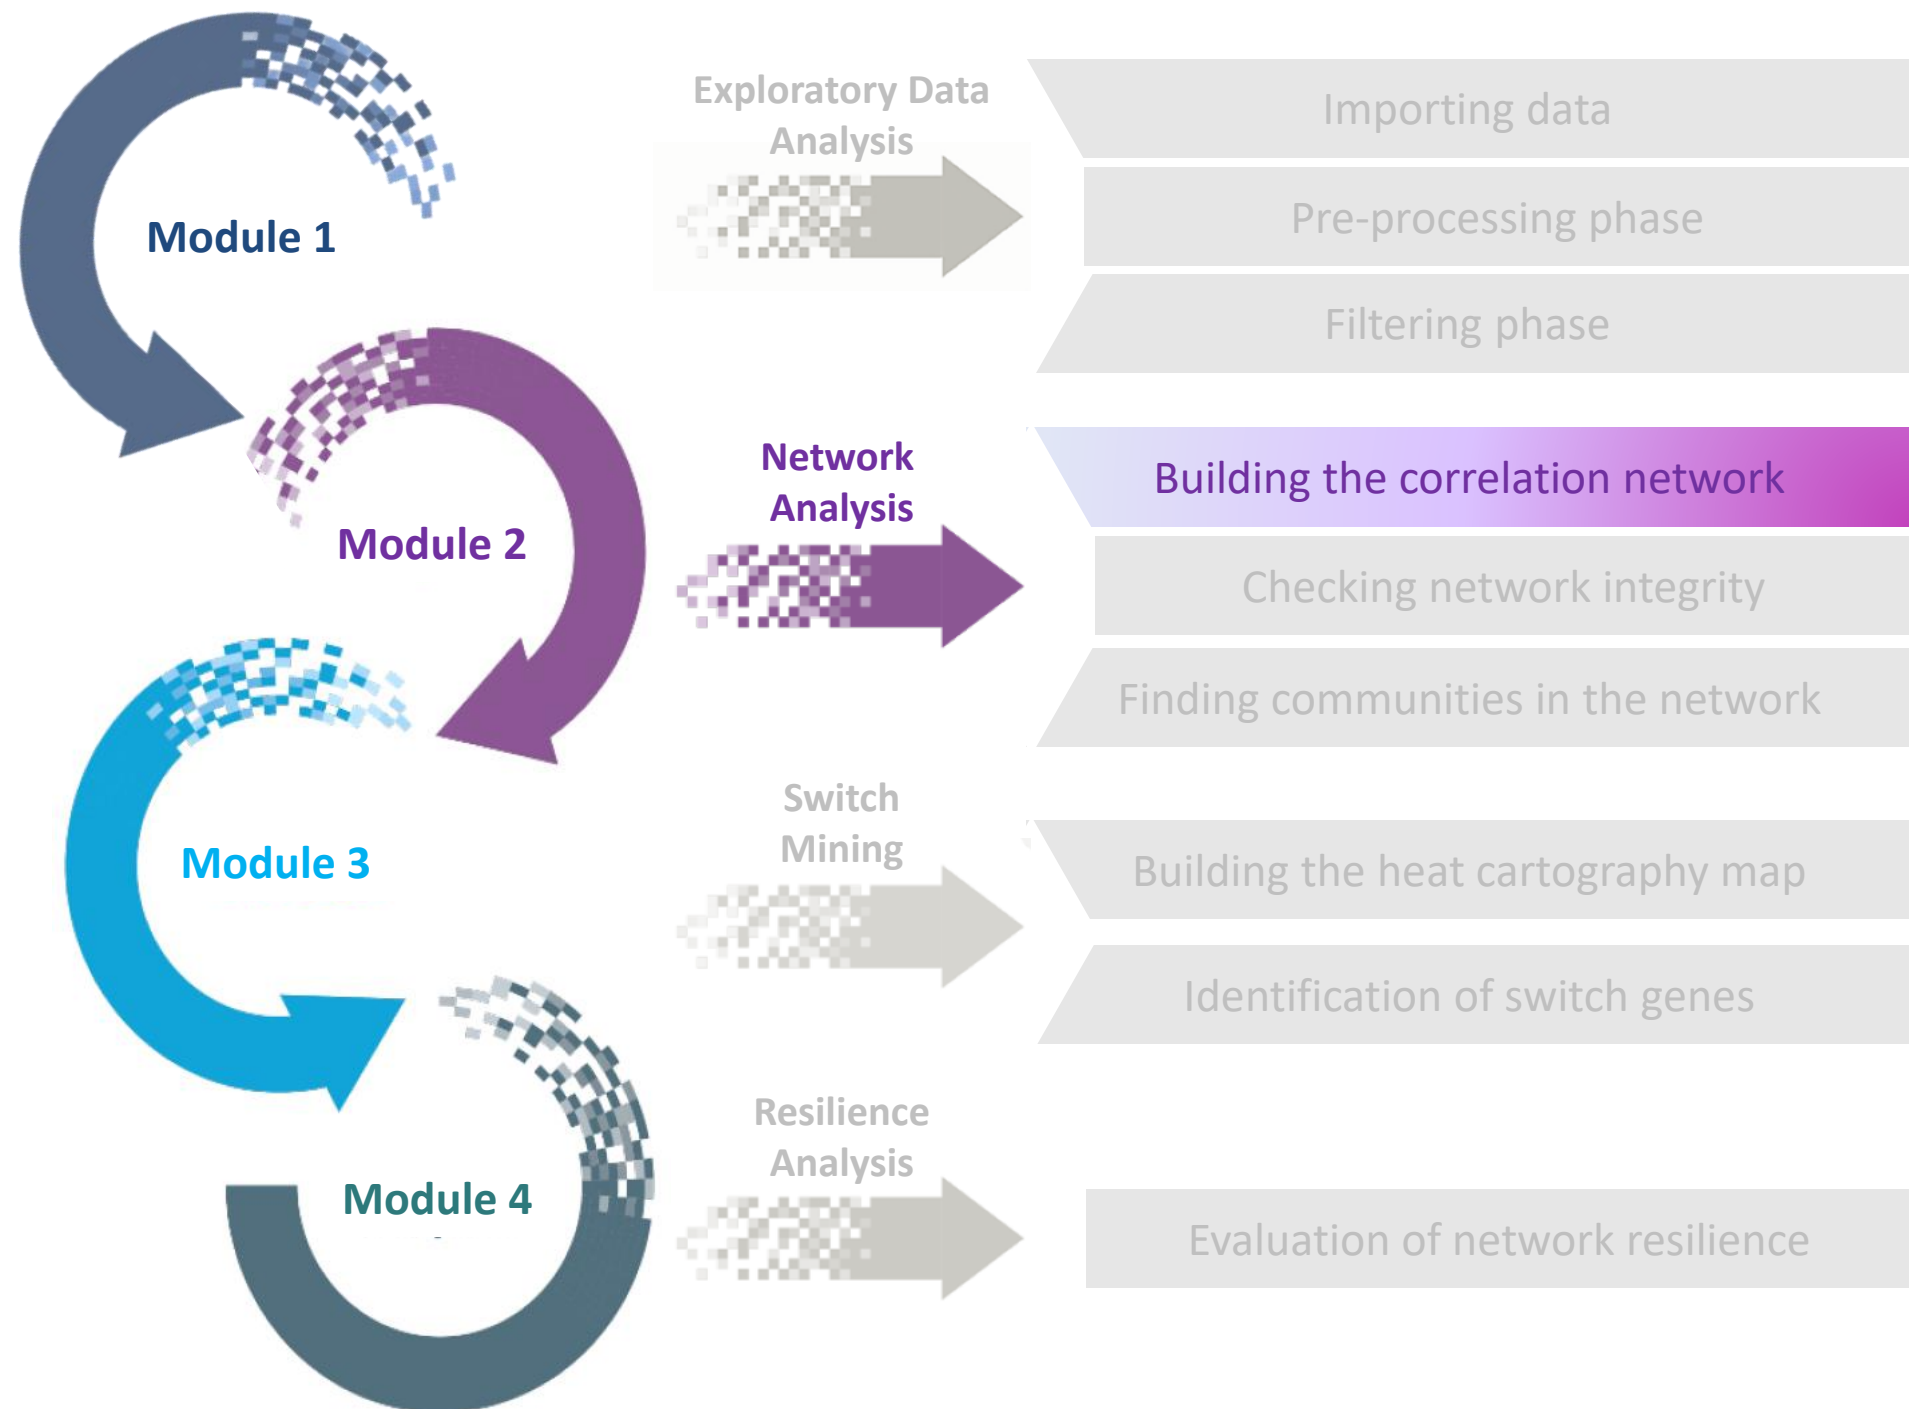 Module 1
Exploratory Data
Analysis
Importing data
Pre-processing phase
Filtering phase
Module 2
Network
Analysis
Building the correlation network
Checking network integrity
Finding communities in the network
Module 3
Switch
Mining
Building the heat cartography map
Identification of switch genes
Module 4
Resilience
Analysis
Evaluation of network resilience